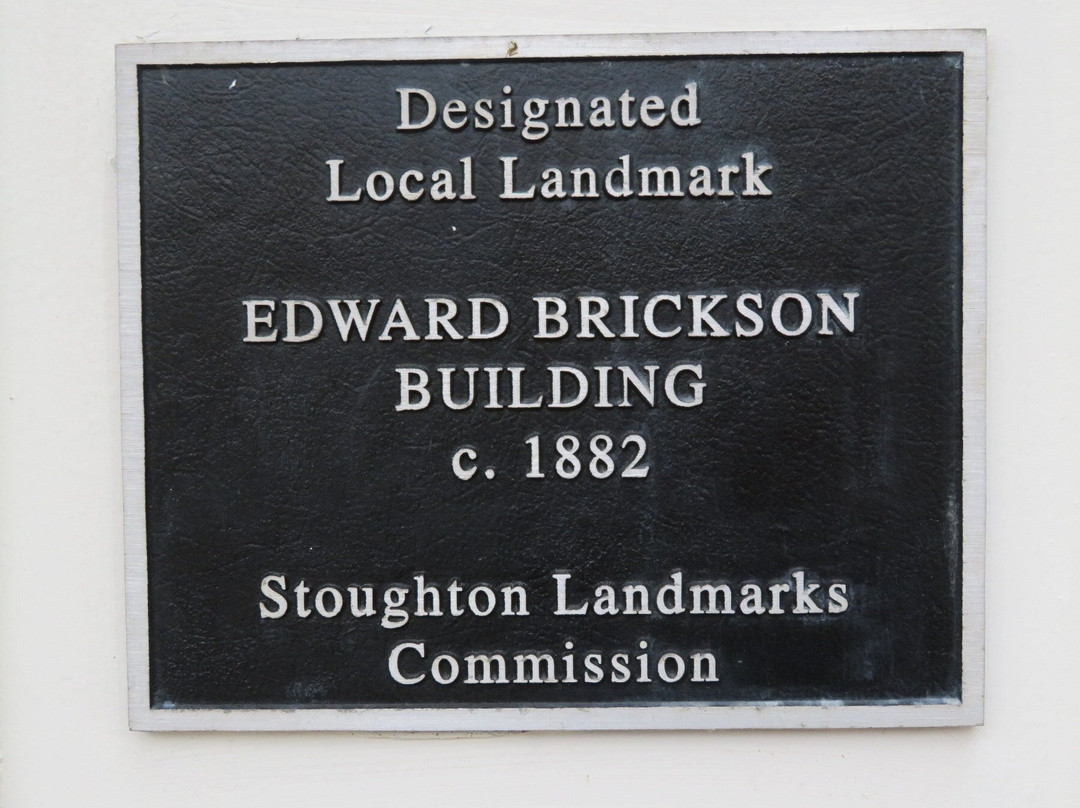 Designated
Local Landmark
EDWARD BRICKSON
BUILDING
c. 1882
Stoughton Landmarks
Commission